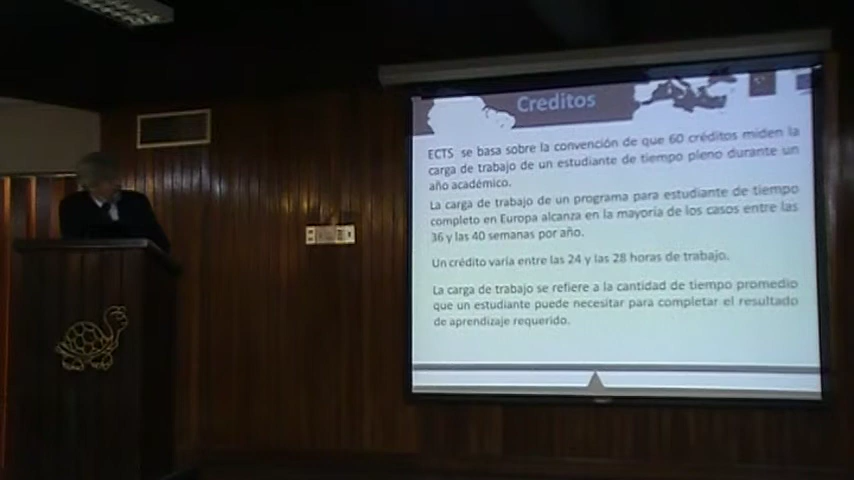 Creditos
ECTS se basa sobre la convención de que 60 créditos miden la
carga de trabajo de un estudiante de tiempo pleno durante un
año académico.
La carga de trabajo de un programa para estudiante de tiempo
completo en Europa alcanza en la mayoría de los casos entre las
36 y las 40 semanas por año.
Un crédito varía entre las 24 y las 28 horas de trabajo.
La carga de trabajo se refiere a la cantidad de tiempo promedio
que un estudiante puede necesitar para completar el resultado
de aprendizaje requerido.